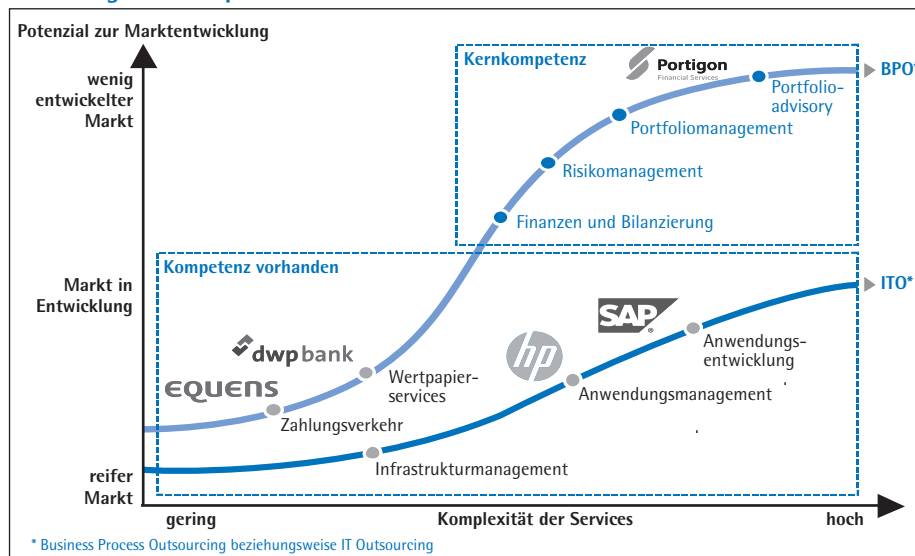 Potenzial zur Marktentwicklung
wenig
entwickelter
Markt
Kernkompetenz
Portigon
Financial Services
BPO*
Portfolio-
advisory
Portfoliomanagement
Risikomanagement
Finanzen und Bilanzierung
Kompetenz vorhanden
Markt in
Entwicklung
ITO*
SAP
®
hp
Anwendungs-
entwicklung
dwpbank
EQUENS
Wertpapier-
services
Anwendungsmanagement
Zahlungsverkehr
Infrastrukturmanagement
reifer
Markt
gering
Komplexität der Services
hoch
* Business Process Outsourcing beziehungsweise IT Outsourcing